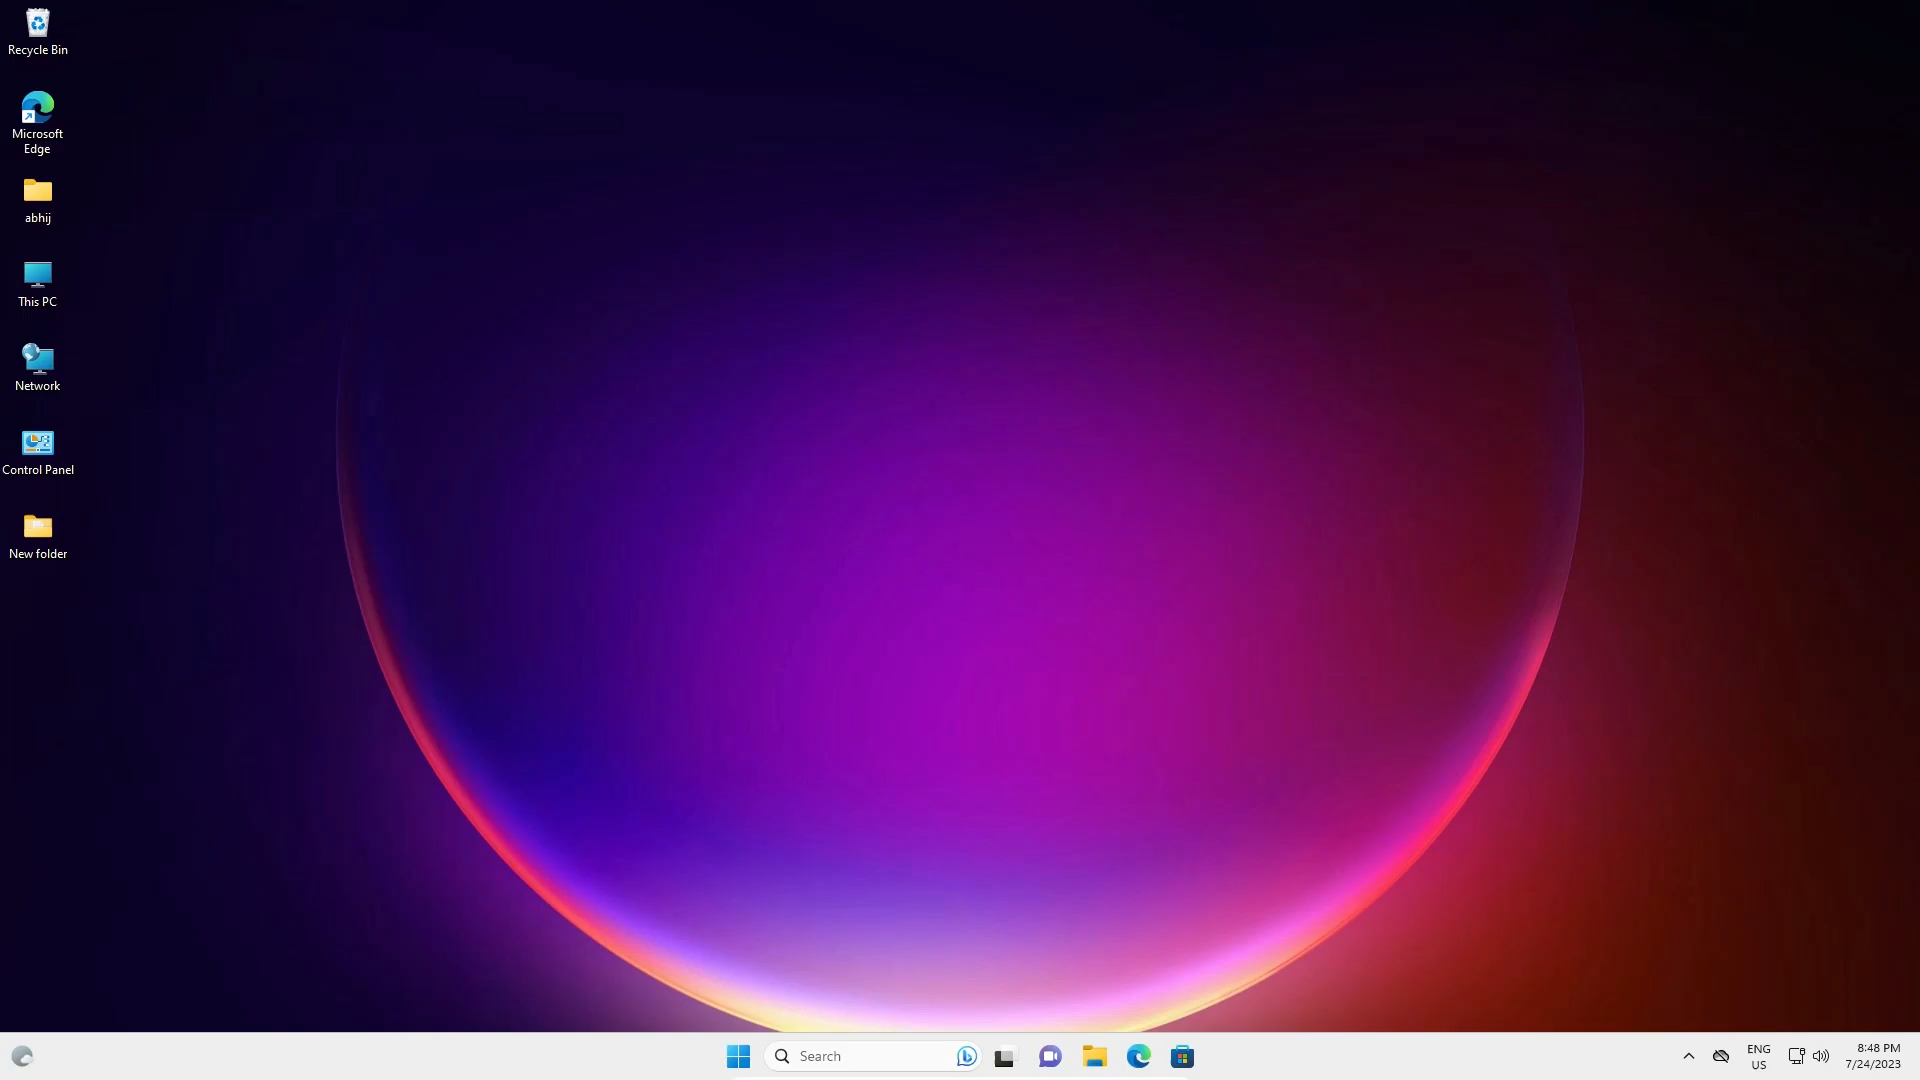 Recycle Bin
Microsoft
Edge
abhij
This PC
Network
Control Panel
New folder
Search
ENG
US
8:48 PM
7/24/2023